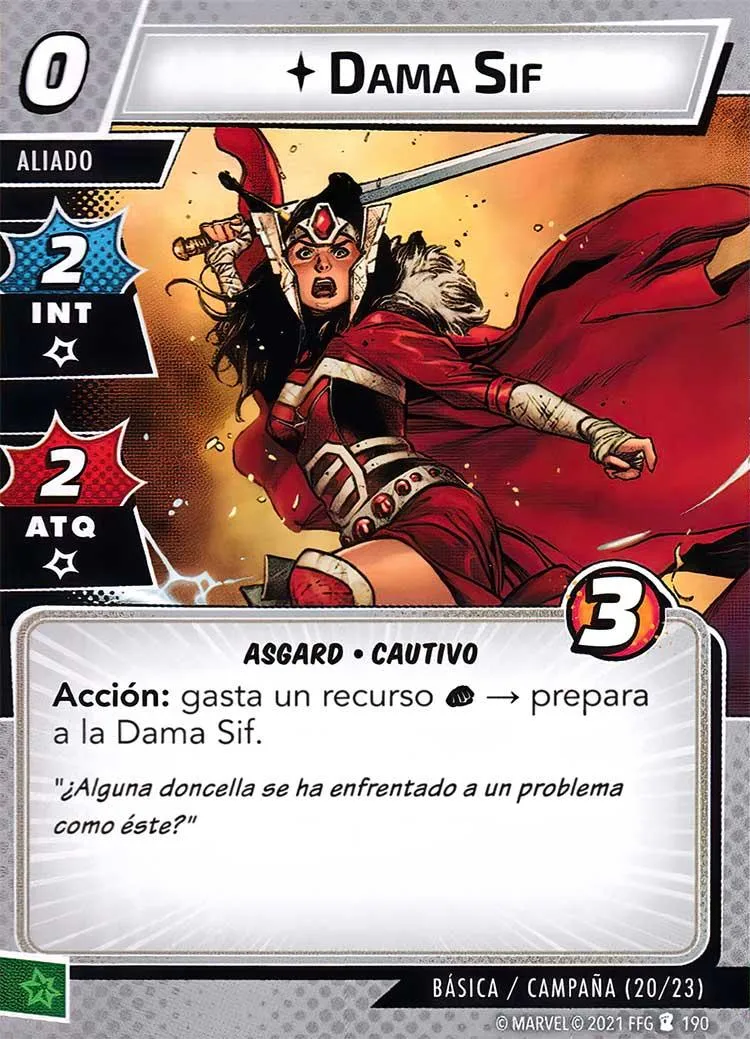 0
DAMA SIF
ALIADO
2
INT
2
ATQ
3
ASGARD • CAUTIVO
Acción: gasta un recurso → prepara
a la Dama Sif.
"¿Alguna doncella se ha enfrentado a un problema
como éste?"
BÁSICA / CAMPAÑA (20/23)
© MARVEL © 2021 FFG 190